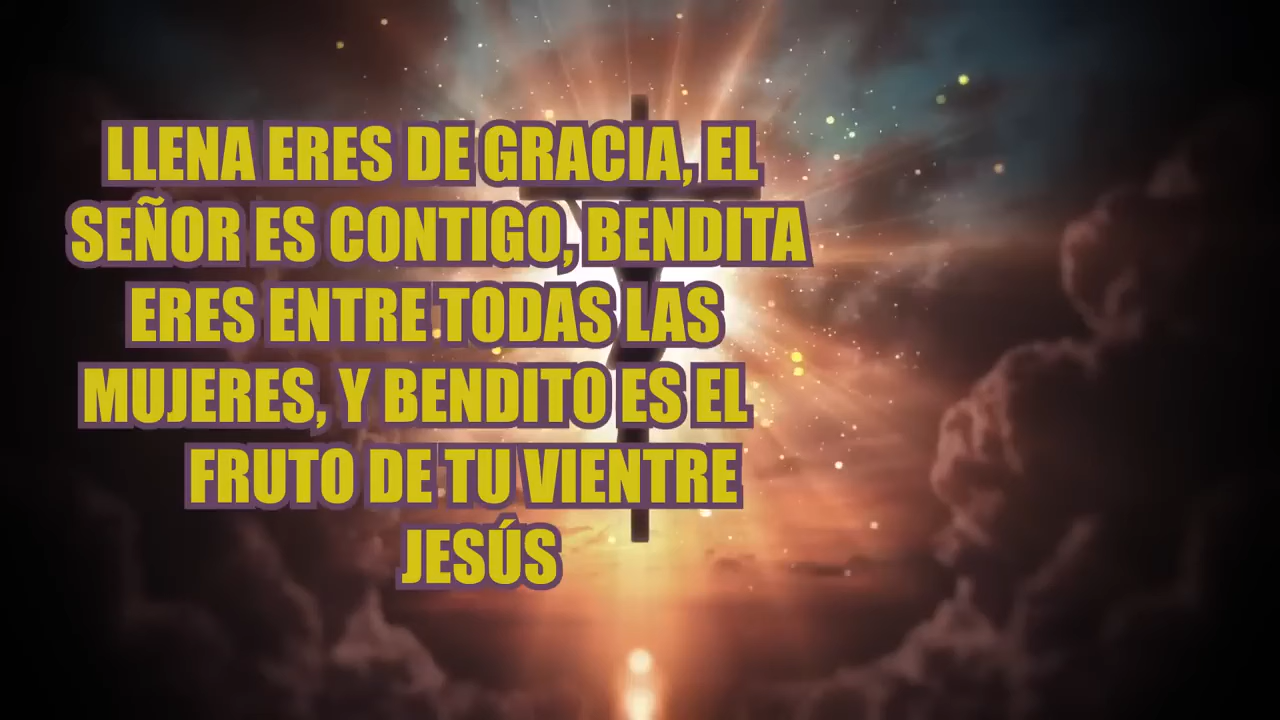 LLENA ERES DE GRACIA, EL
SEÑOR ES CONTIGO, BENDITA
ERES ENTRE TODAS LAS
MUJERES, Y BENDITO ES EL
FRUTO DE TU VIENTRE
JESÚS